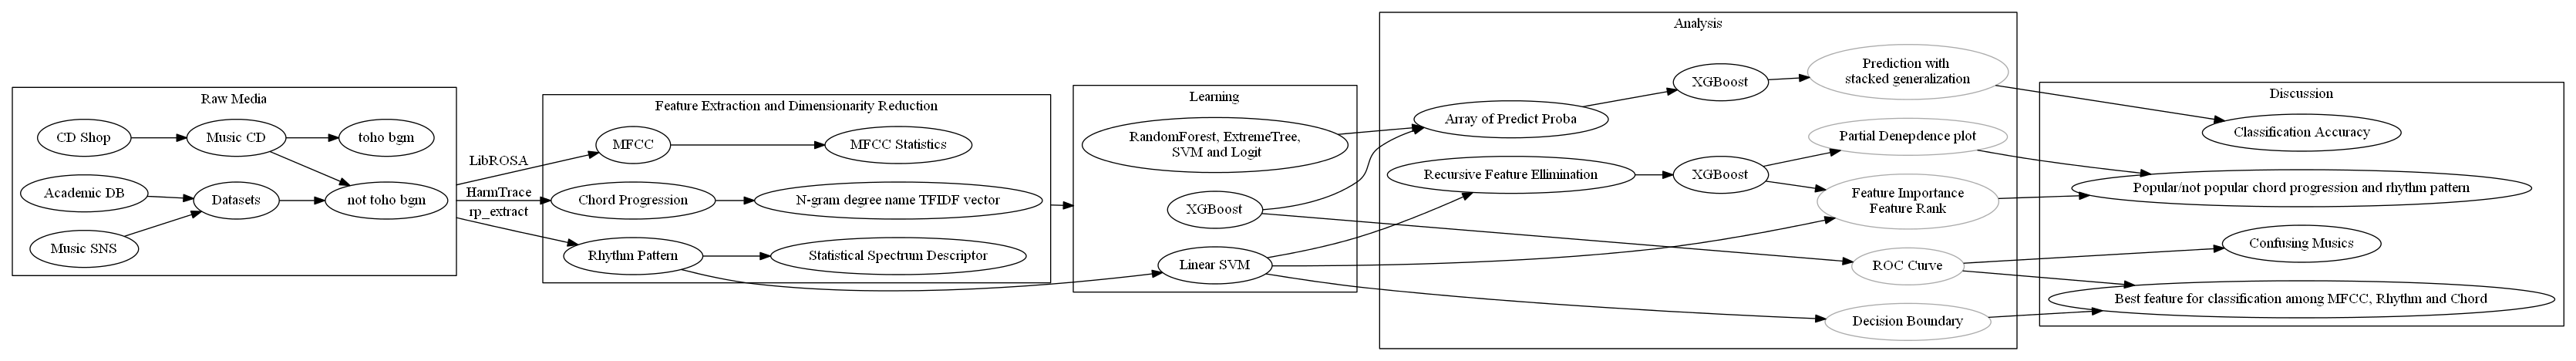 Raw Media
CD Shop
Music CD
toho bgm
Academic DB
Datasets
not toho bgm
Music SNS
LibROSA
HarmTrace
rp_extract
Feature Extraction and Dimensionarity Reduction
MFCC
MFCC Statistics
Chord Progression
N-gram degree name TFIDF vector
Rhythm Pattern
Statistical Spectrum Descriptor
Learning
RandomForest, ExtremeTree,
SVM and Logit
XGBoost
Linear SVM
Analysis
Array of Predict Proba
XGBoost
Prediction with
stacked generalization
Recursive Feature Ellimination
XGBoost
Partial Denepdence plot
Feature Importance
Feature Rank
ROC Curve
Decision Boundary
Discussion
Classification Accuracy
Popular/not popular chord progression and rhythm pattern
Confusing Musics
Best feature for classification among MFCC, Rhythm and Chord